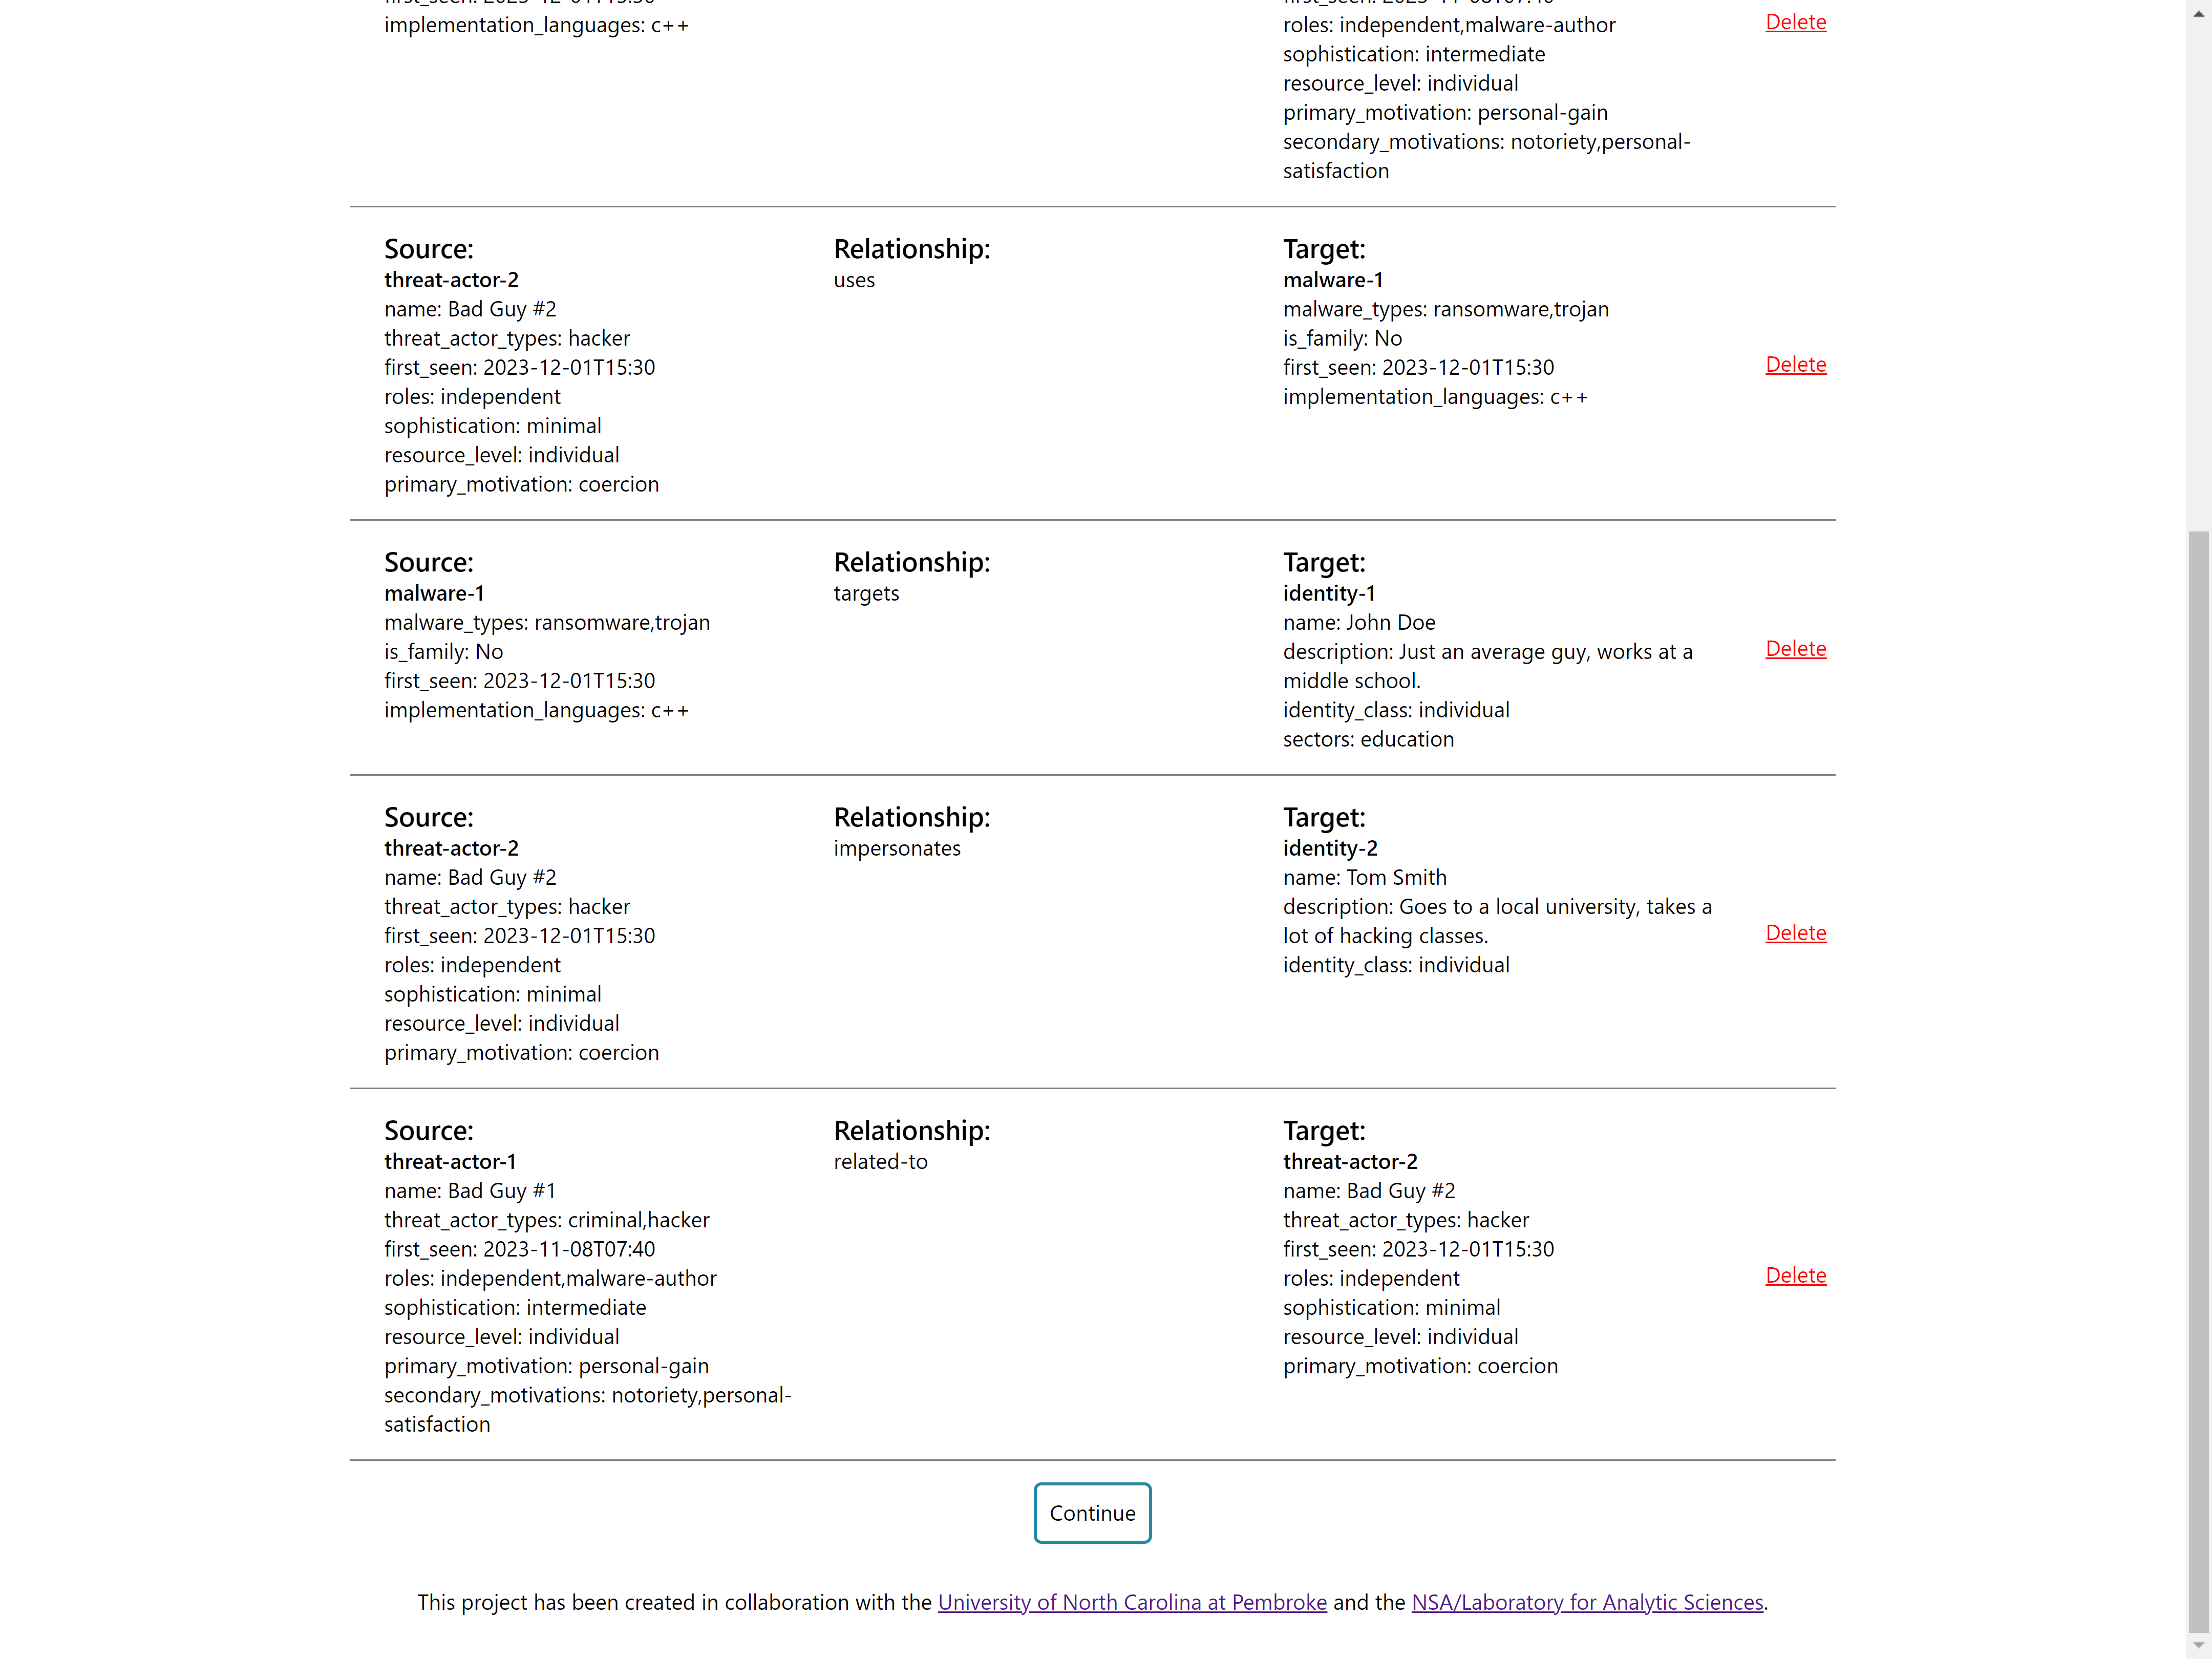 implementation_languages: c++
roles: independent,malware-author
Delete
sophistication: intermediate
resource_level: individual
primary_motivation: personal-gain
secondary_motivations: notoriety,personal-
satisfaction
Source:
threat-actor-2
name: Bad Guy #2
threat_actor_types: hacker
first_seen: 2023-12-01T15:30
roles: independent
sophistication: minimal
resource_level: individual
primary_motivation: coercion
Relationship:
uses
Target:
malware-1
malware_types: ransomware,trojan
is_family: No
first_seen: 2023-12-01T15:30
implementation_languages: c++
Delete
Source:
malware-1
malware_types: ransomware,trojan
is_family: No
first_seen: 2023-12-01T15:30
implementation_languages: c++
Relationship:
targets
Target:
identity-1
name: John Doe
description: Just an average guy, works at a
middle school.
identity_class: individual
sectors: education
Delete
Source:
threat-actor-2
name: Bad Guy #2
threat_actor_types: hacker
first_seen: 2023-12-01T15:30
roles: independent
sophistication: minimal
resource_level: individual
primary_motivation: coercion
Relationship:
impersonates
Target:
identity-2
name: Tom Smith
description: Goes to a local university, takes a
lot of hacking classes.
identity_class: individual
Delete
Source:
threat-actor-1
name: Bad Guy #1
threat_actor_types: criminal,hacker
first_seen: 2023-11-08T07:40
roles: independent,malware-author
sophistication: intermediate
resource_level: individual
primary_motivation: personal-gain
secondary_motivations: notoriety,personal-
satisfaction
Relationship:
related-to
Target:
threat-actor-2
name: Bad Guy #2
threat_actor_types: hacker
first_seen: 2023-12-01T15:30
roles: independent
sophistication: minimal
resource_level: individual
primary_motivation: coercion
Delete
Continue
This project has been created in collaboration with the University of North Carolina at Pembroke and the NSA/Laboratory for Analytic Sciences.